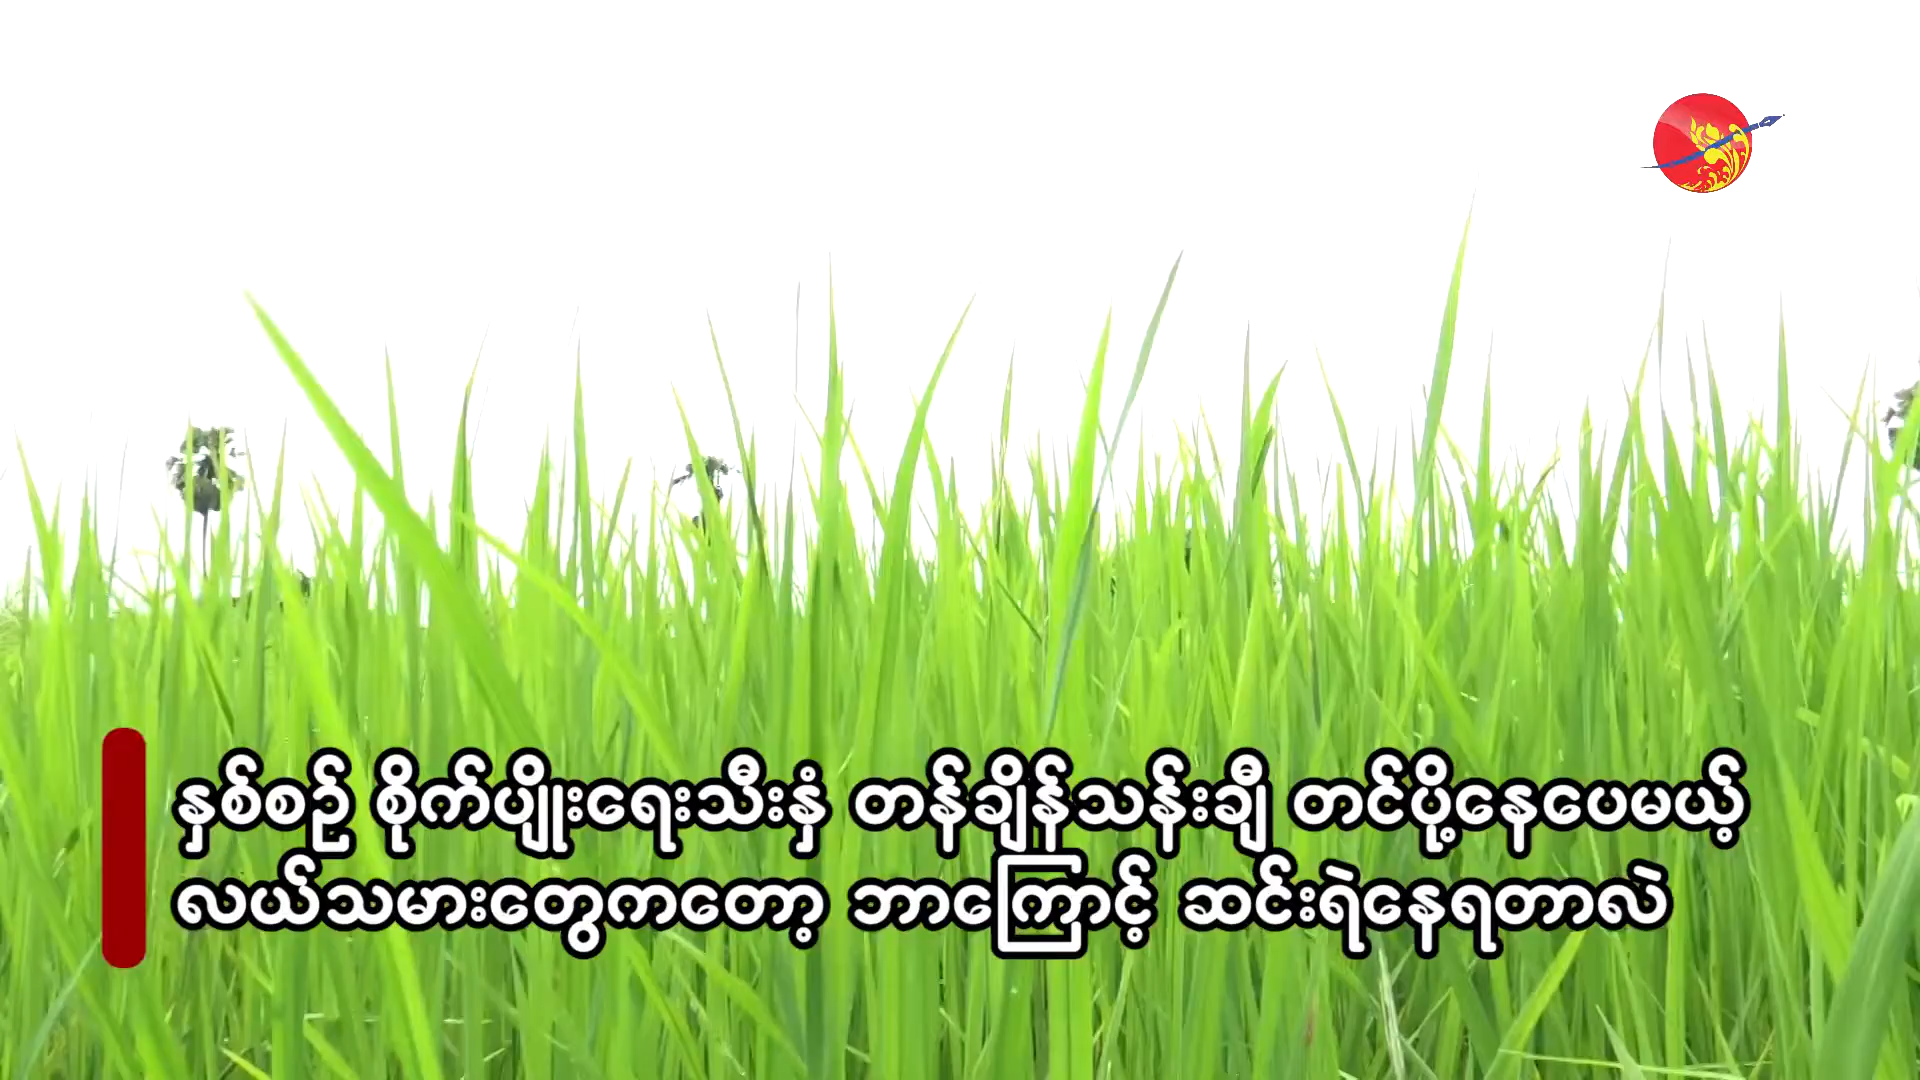 နှစ်စဉ် စိုက်ပျိုးရေးသီးနှံ တန်ချိန်သန်းချီ တင်ပို့နေပေမယ့်
လယ်သမားတွေကတော့ ဘာကြောင့် ဆင်းရဲနေရတာလဲ